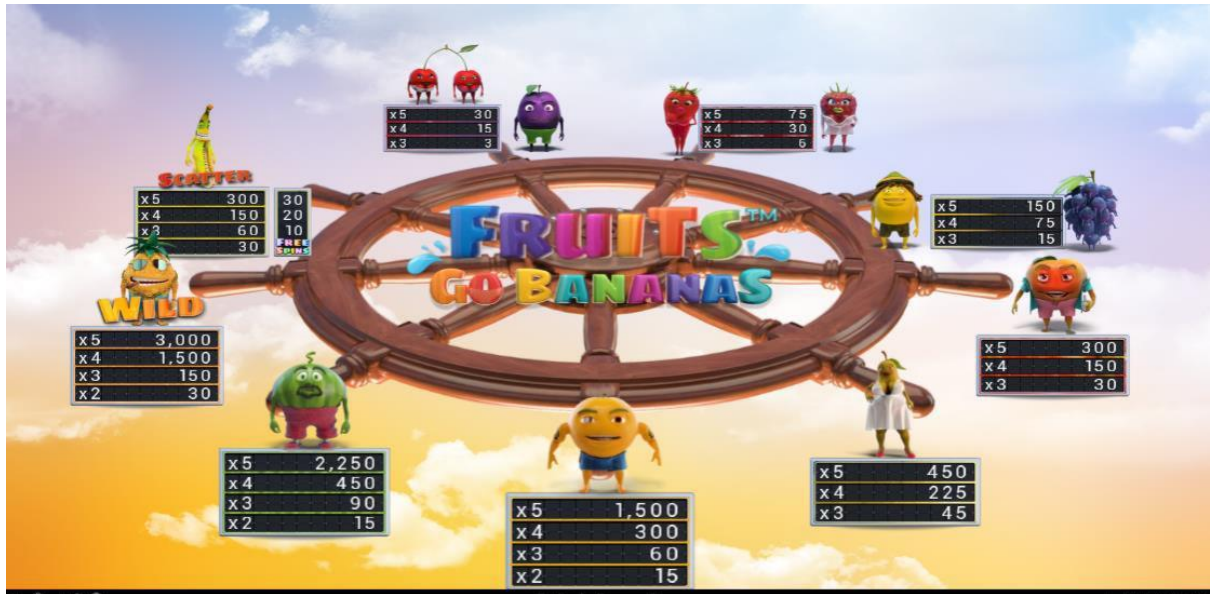 x5 30
x4 15
x3 3
x5 75
x4 30
x3 6
SCATTER
x5 300
x4 150
x3 60
30
30
20
10
FREE
SPINS
x5 150
x4 75
x3 15
FRUITS™
GO BANANAS
WILD
x5 3,000
x4 1,500
x3 150
x2 30
x5 300
x4 150
x3 30
x5 2,250
x4 450
x3 90
x2 15
x5 1,500
x4 300
x3 60
x2 15
x5 450
x4 225
x3 45